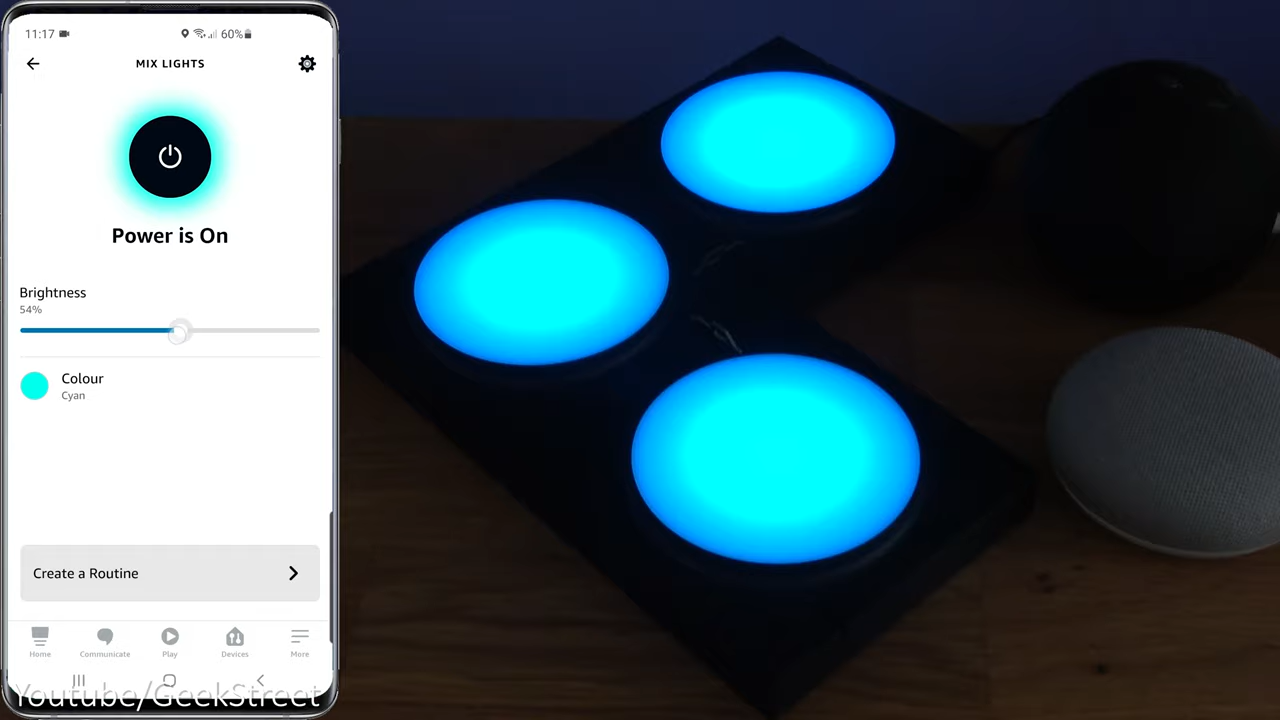 11:17 60%
MIX LIGHTS
Power is On
Brightness
54%
Colour
Cyan
Create a Routine
Home Communicate Play Devices More
Youtube/GeekStreet